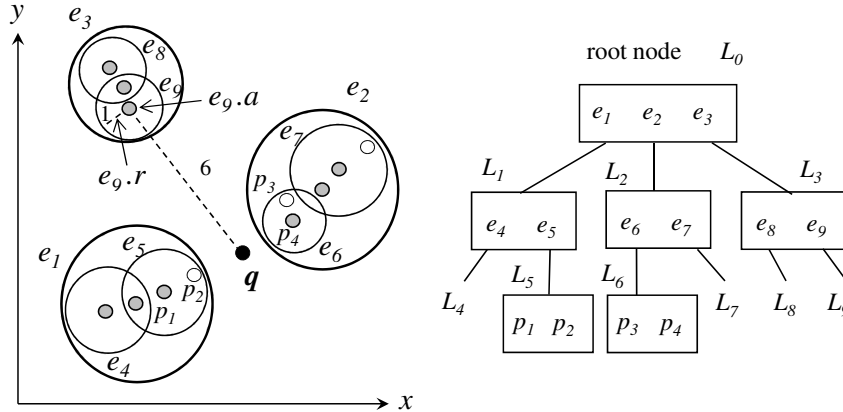 y
e3
e8
e9
e9.a
1
e9.r
6
e2
e7
p3
p4
e6
q
e1
e5
p2
p1
e4
x
root node L0
e1 e2 e3
L1 L2 L3
e4 e5 e6 e7 e8 e9
L4 L5 L6 L7 L8
p1 p2 p3 p4